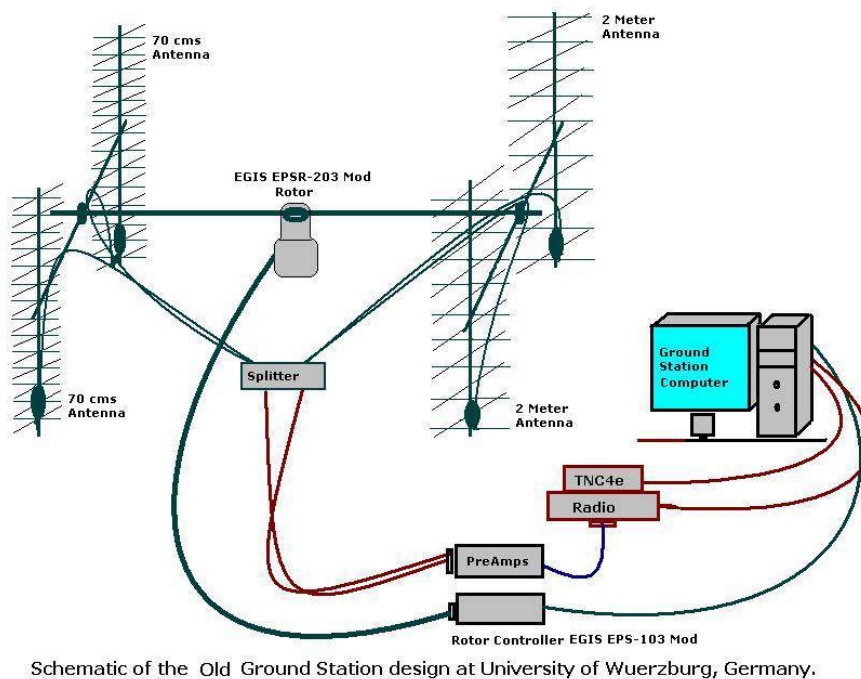 70 cms
Antenna
2 Meter
Antenna
EGIS EPSR-203 Mod
Rotor
Ground
Station
Computer
Splitter
70 cms
Antenna
2 Meter
Antenna
TNC4e
Radio
PreAmps
Rotor Controller EGIS EPS-103 Mod
Schematic of the Old Ground Station design at University of Wuerzburg, Germany.